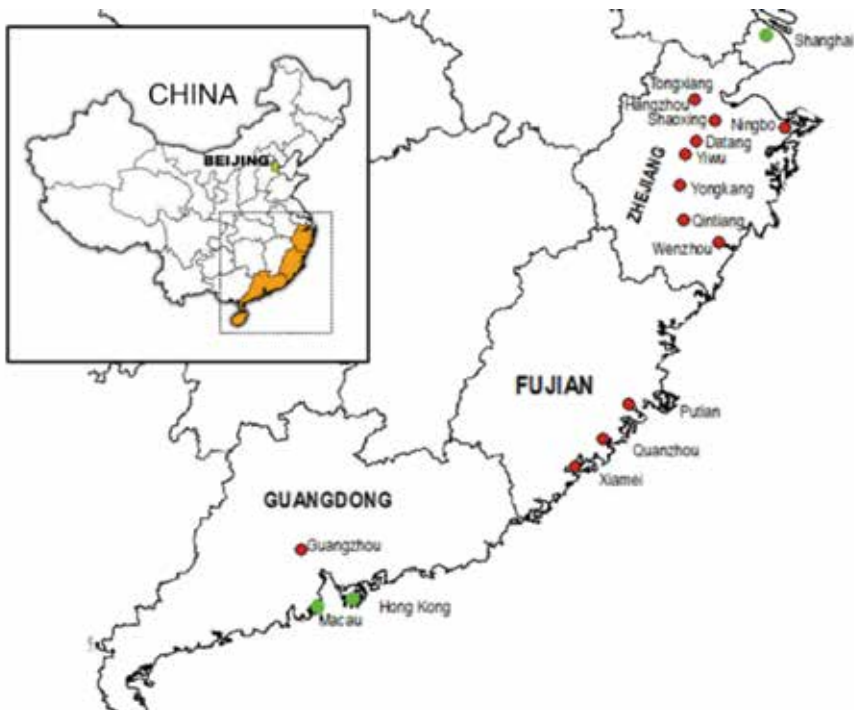 CHINA
BEIJING
Shanghai
Tongxiang
Hangzhou
Shaoxing
Ningbo
Datang
Yiwu
ZHEJIANG
Yongkang
Qintiang
Wenzhou
FUJIAN
Putian
Quanzhou
Xiamei
GUANGDONG
Guangzhou
Hong Kong
Macau